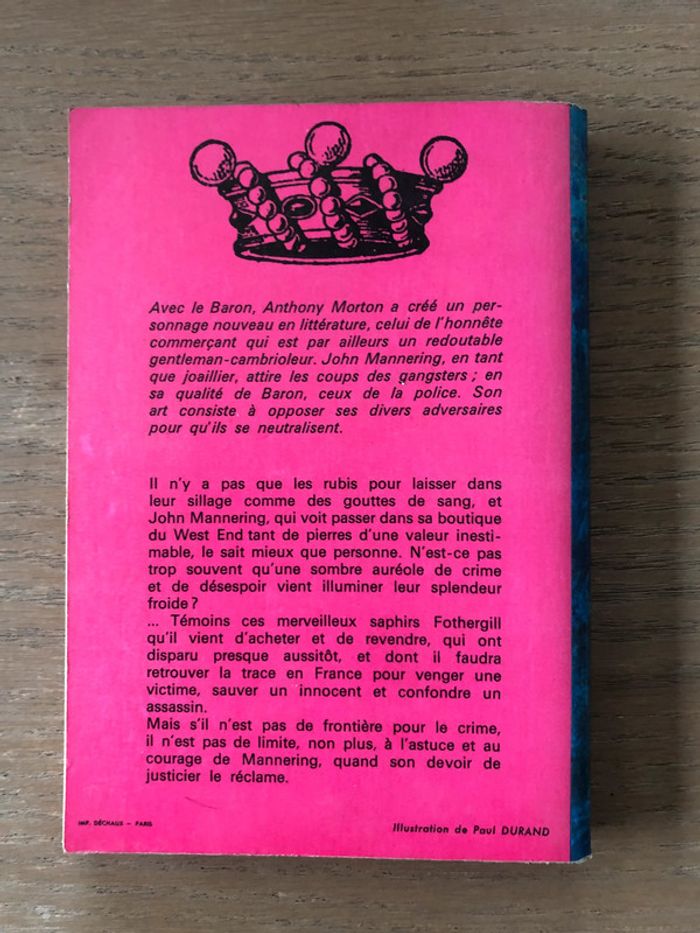 Avec le Baron, Anthony Morton a créé un per-
sonnage nouveau en littérature, celui de l'honnête
commerçant qui est par ailleurs un redoutable
gentleman-cambrioleur. John Mannering, en tant
que joaillier, attire les coups des gangsters ; en
sa qualité de Baron, ceux de la police. Son
art consiste à opposer ses divers adversaires
pour qu'ils se neutralisent.
Il n'y a pas que les rubis pour laisser dans
leur sillage comme des gouttes de sang, et
John Mannering, qui voit passer dans sa boutique
du West End tant de pierres d'une valeur inesti-
mable, le sait mieux que personne. N'est-ce pas
trop souvent qu'une sombre auréole de crime
et de désespoir vient illuminer leur splendeur
froide ?
... Témoins ces merveilleux saphirs Fothergill
qu'il vient d'acheter et de revendre, qui ont
disparu presque aussitôt, et dont il faudra
retrouver la trace en France pour venger une
victime, sauver un innocent et confondre un
assassin.
Mais s'il n'est pas de frontière pour le crime,
il n'est pas de limite, non plus, à l'astuce et au
courage de Mannering, quand son devoir de
justicier le réclame.
IMP. DÉCHAUX – PARIS
Illustration de Paul DURAND